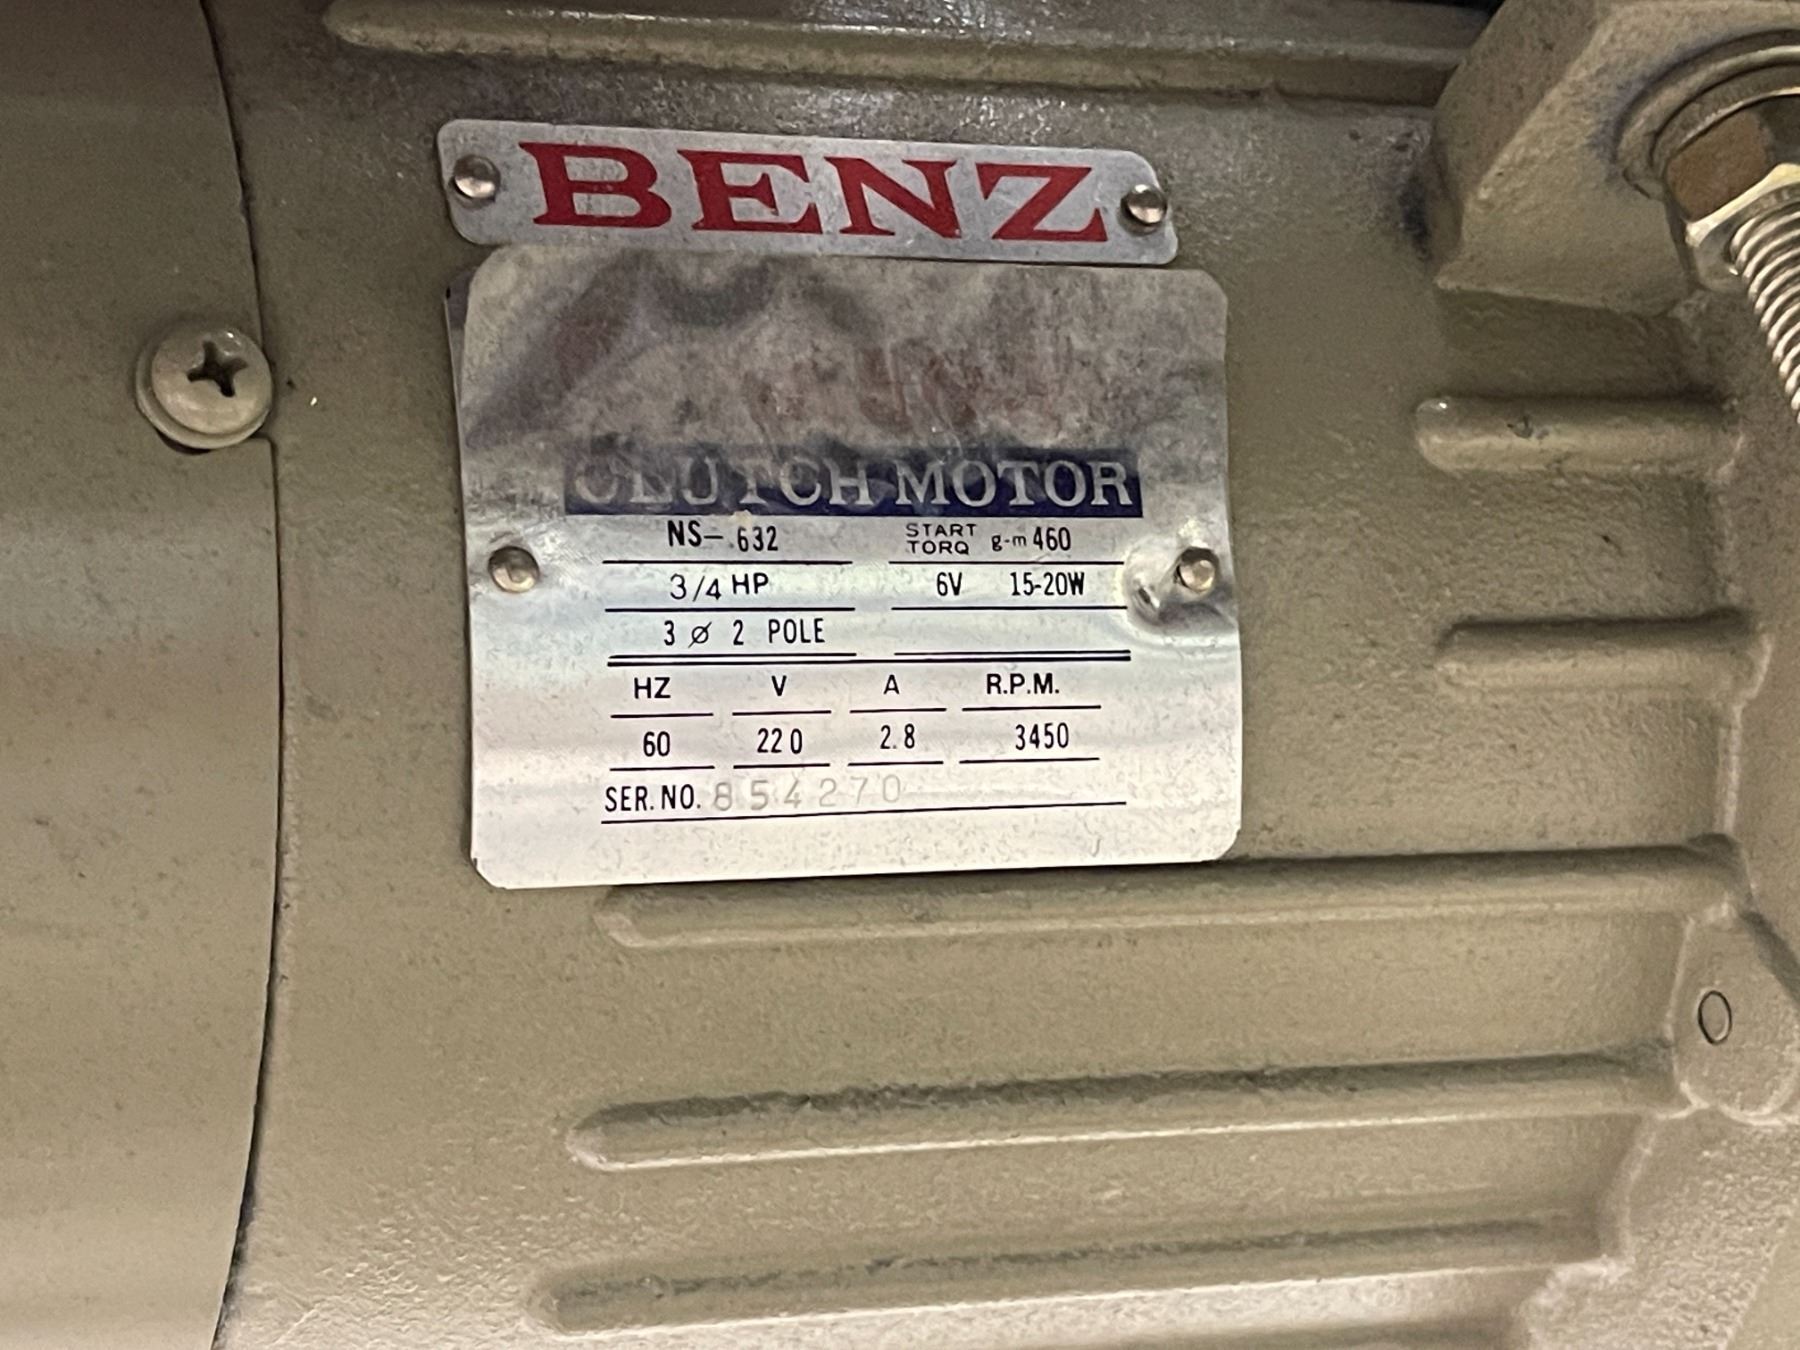 BENZ
CLUTCH MOTOR
NS-.632 START TORQ g-m 460
3/4 HP 6V 15-20W
3 ø 2 POLE
HZ V A R.P.M.
60 220 2.8 3450
SER. NO. 854270